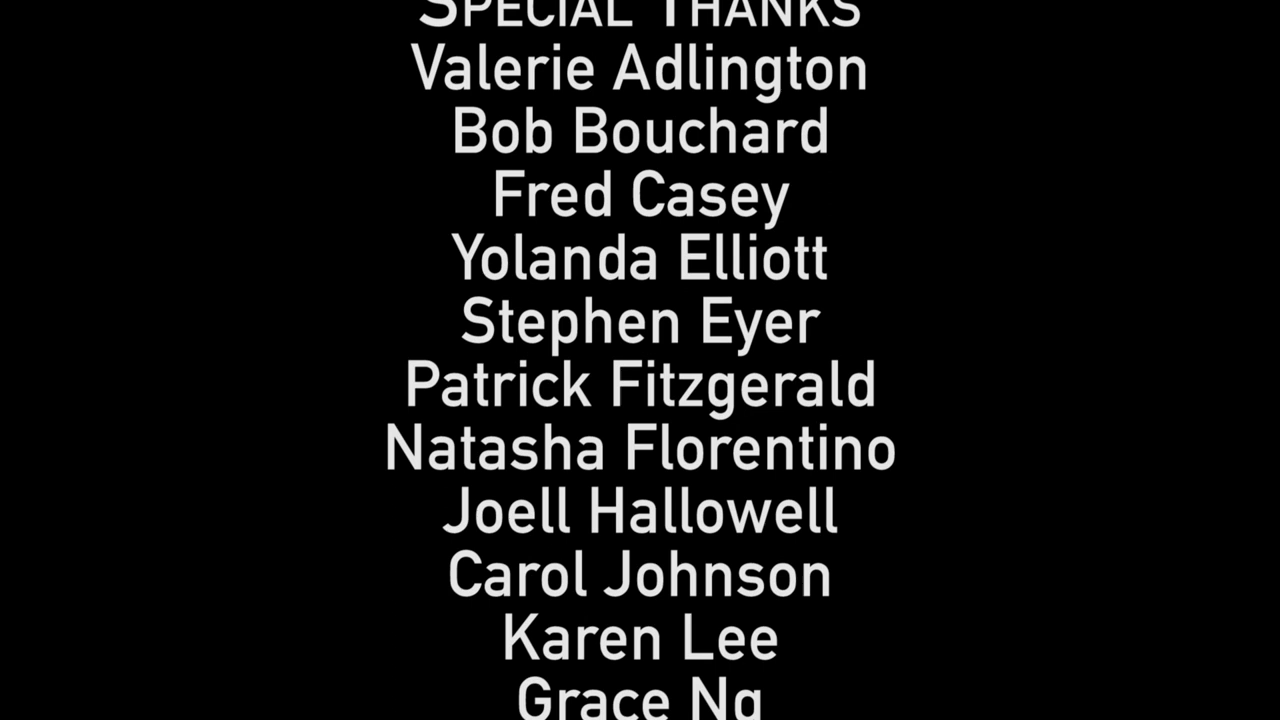 SPECIAL THANKS
Valerie Adlington
Bob Bouchard
Fred Casey
Yolanda Elliott
Stephen Eyer
Patrick Fitzgerald
Natasha Florentino
Joell Hallowell
Carol Johnson
Karen Lee
Grace Ng